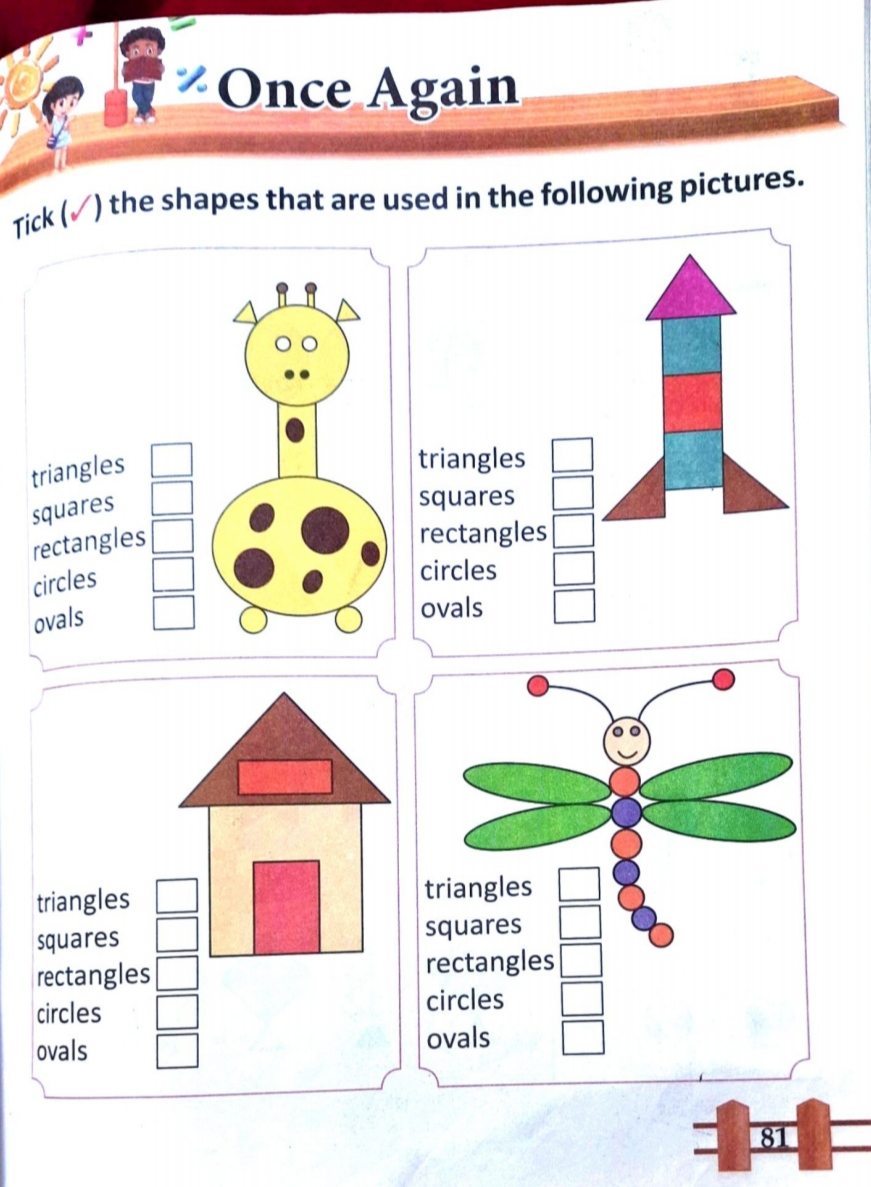 Once Again
Tick (✓) the shapes that are used in the following pictures.
triangles
squares
rectangles
circles
ovals
triangles
squares
rectangles
circles
ovals
triangles
squares
rectangles
circles
ovals
triangles
squares
rectangles
circles
ovals
81